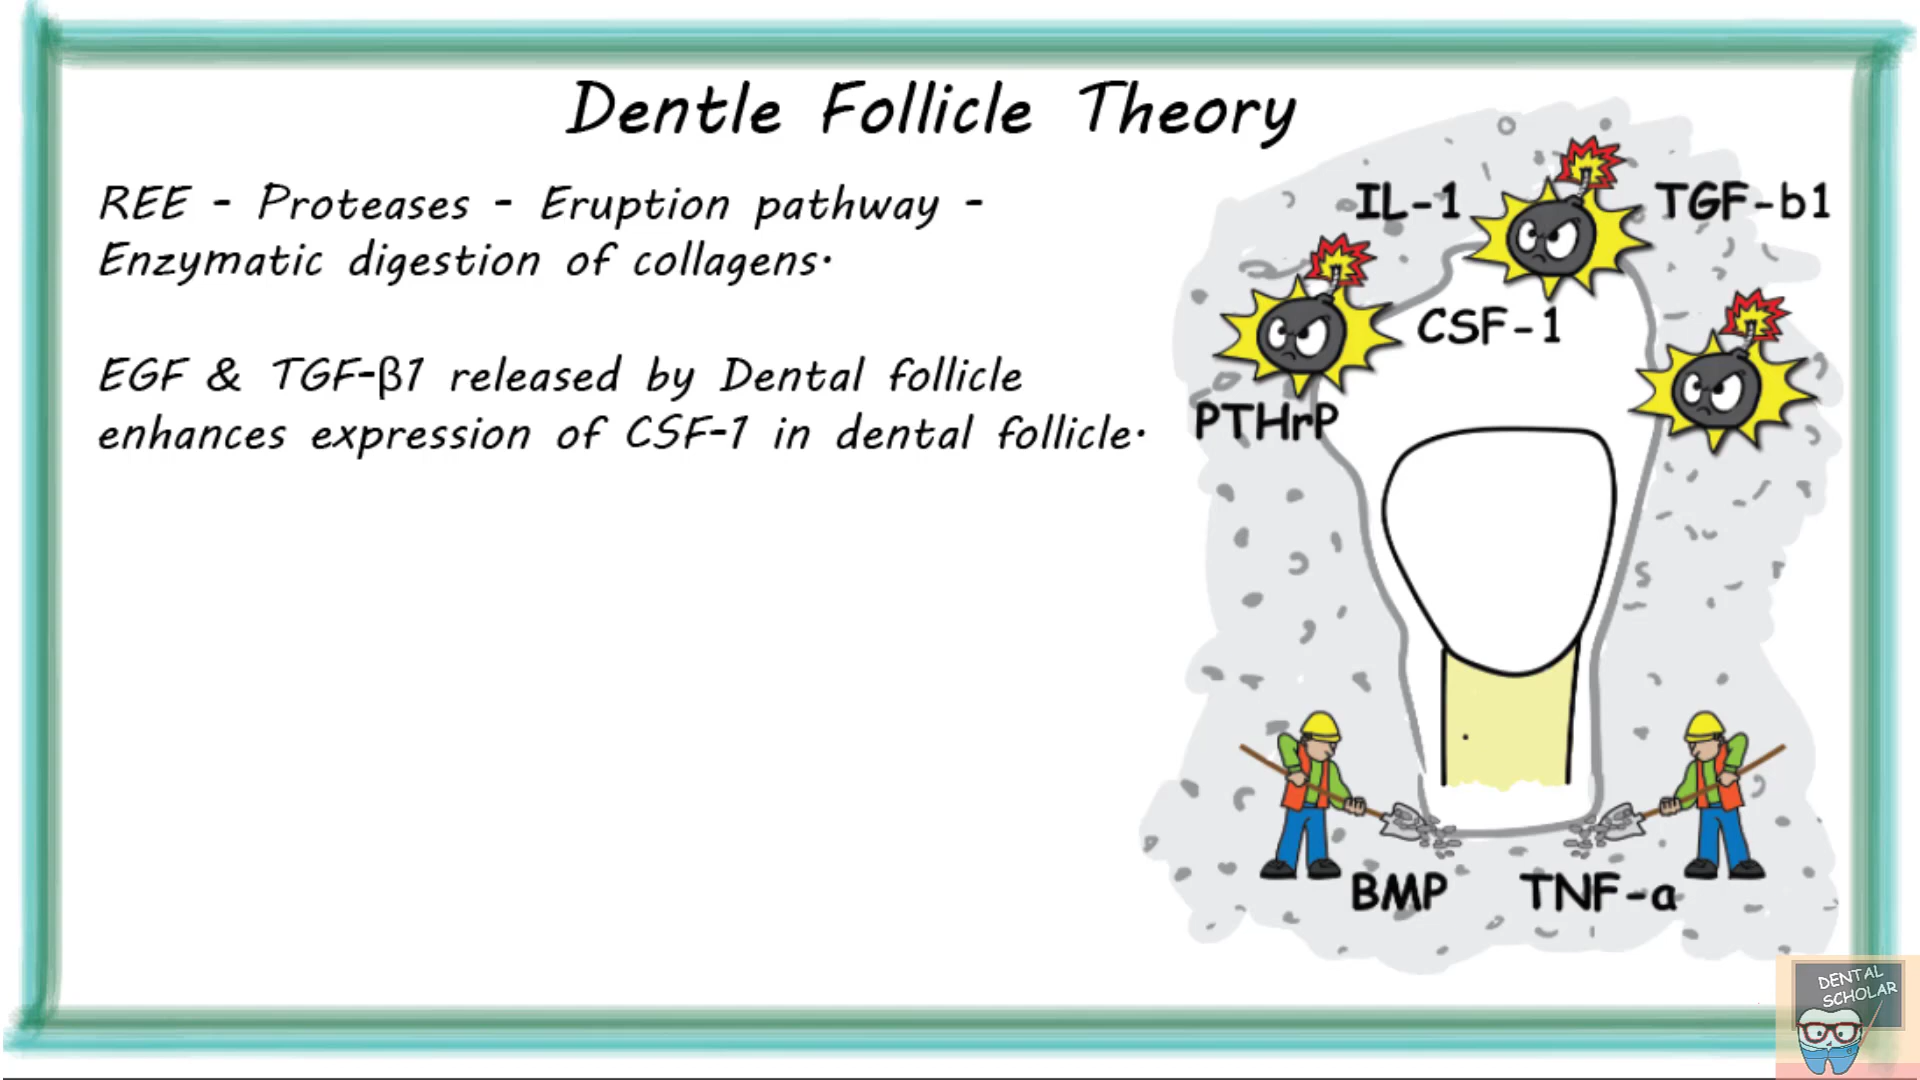 Dentle Follicle Theory
REE - Proteases - Eruption pathway -
Enzymatic digestion of collagens.
EGF & TGF-β1 released by Dental follicle
enhances expression of CSF-1 in dental follicle.
IL-1
TGF-b1
CSF-1
PTHrP
BMP
TNF-a
DENTAL
SCHOLAR